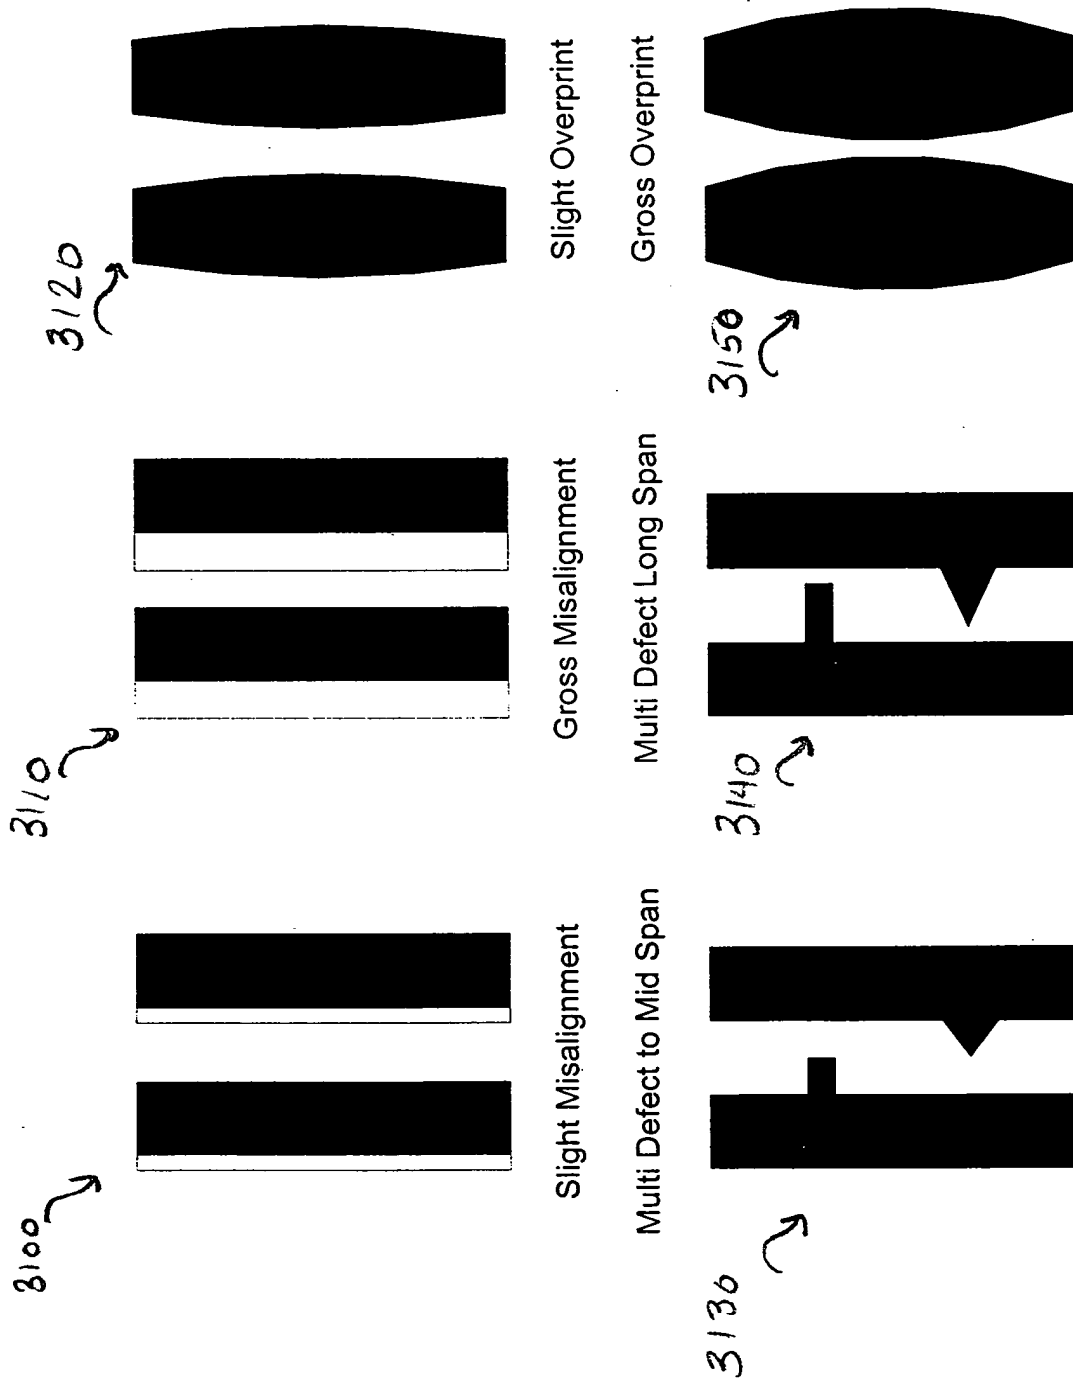 3100
3110
3120
Slight Misalignment
Gross Misalignment
Slight Overprint
Multi Defect to Mid Span
Multi Defect Long Span
Gross Overprint
3130
3140
3150